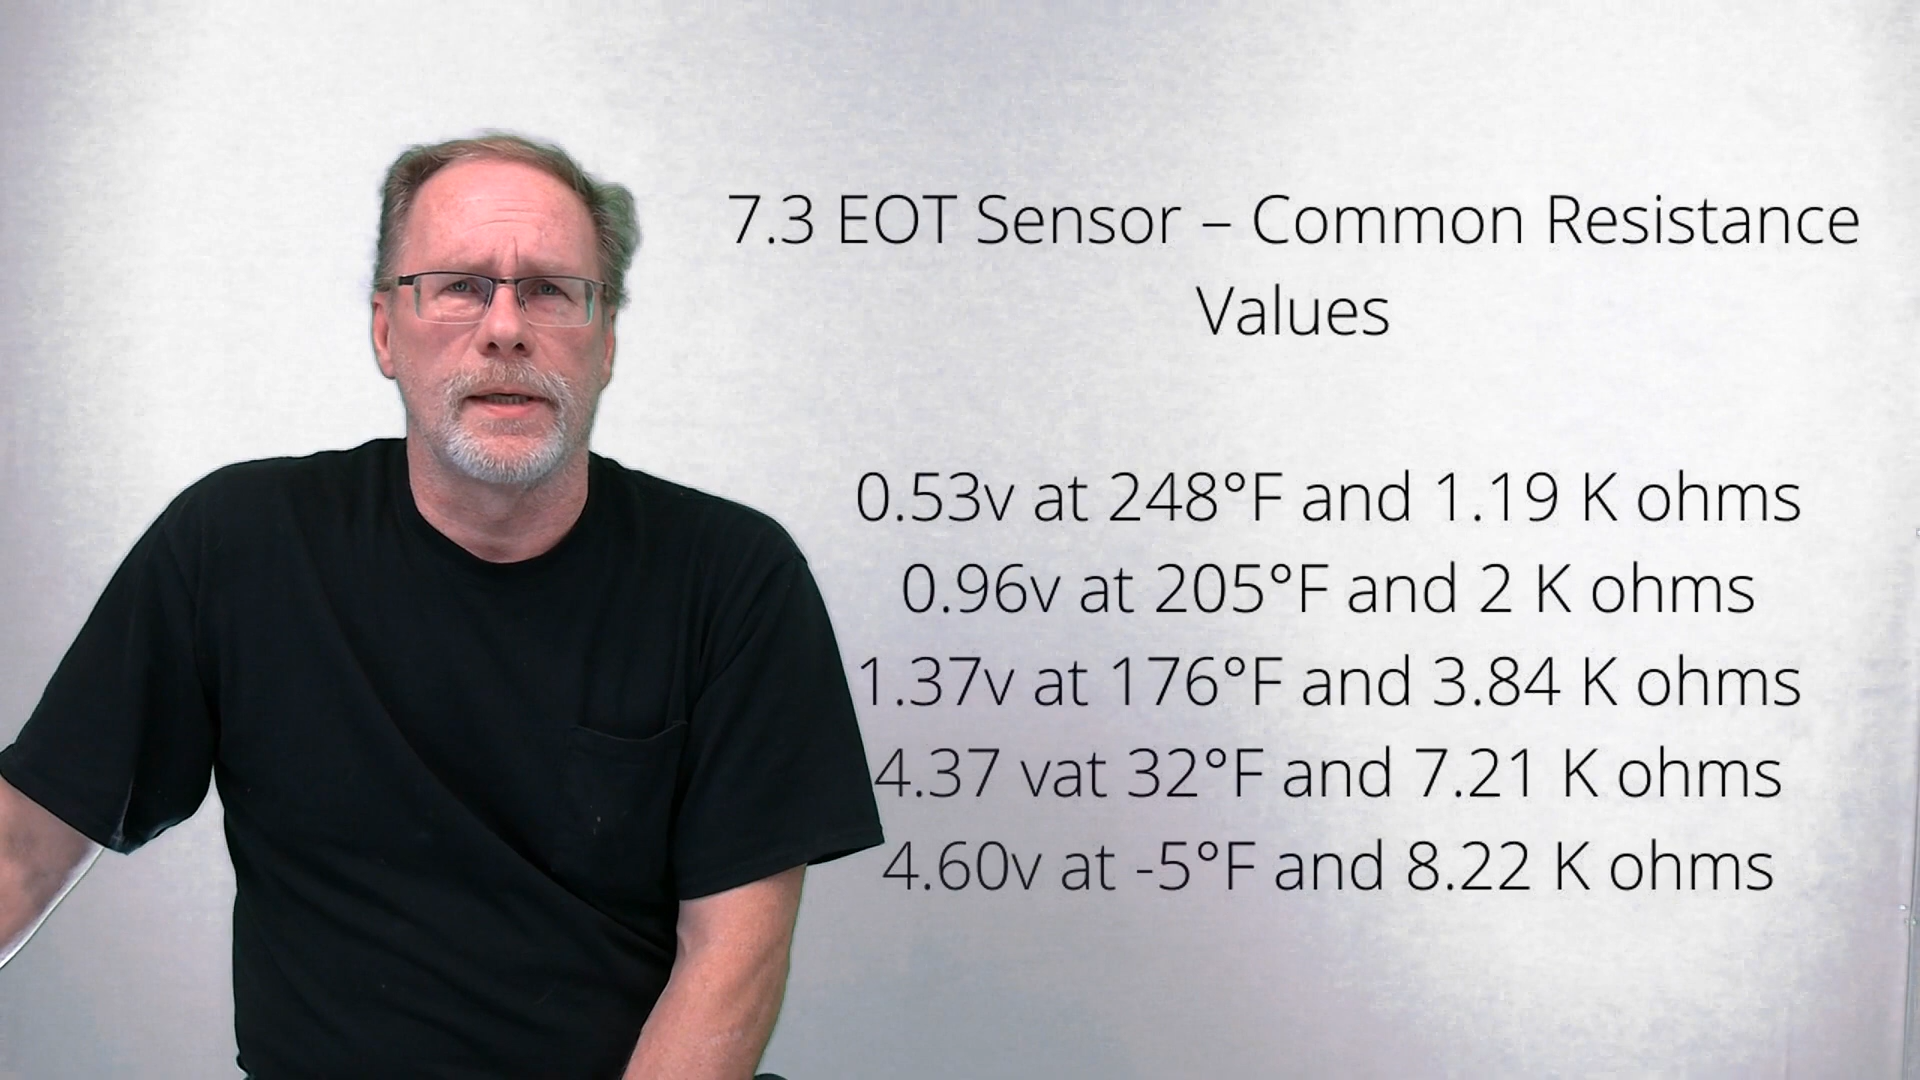 7.3 EOT Sensor – Common Resistance
Values
0.53v at 248°F and 1.19 K ohms
0.96v at 205°F and 2 K ohms
1.37v at 176°F and 3.84 K ohms
4.37 vat 32°F and 7.21 K ohms
4.60v at -5°F and 8.22 K ohms